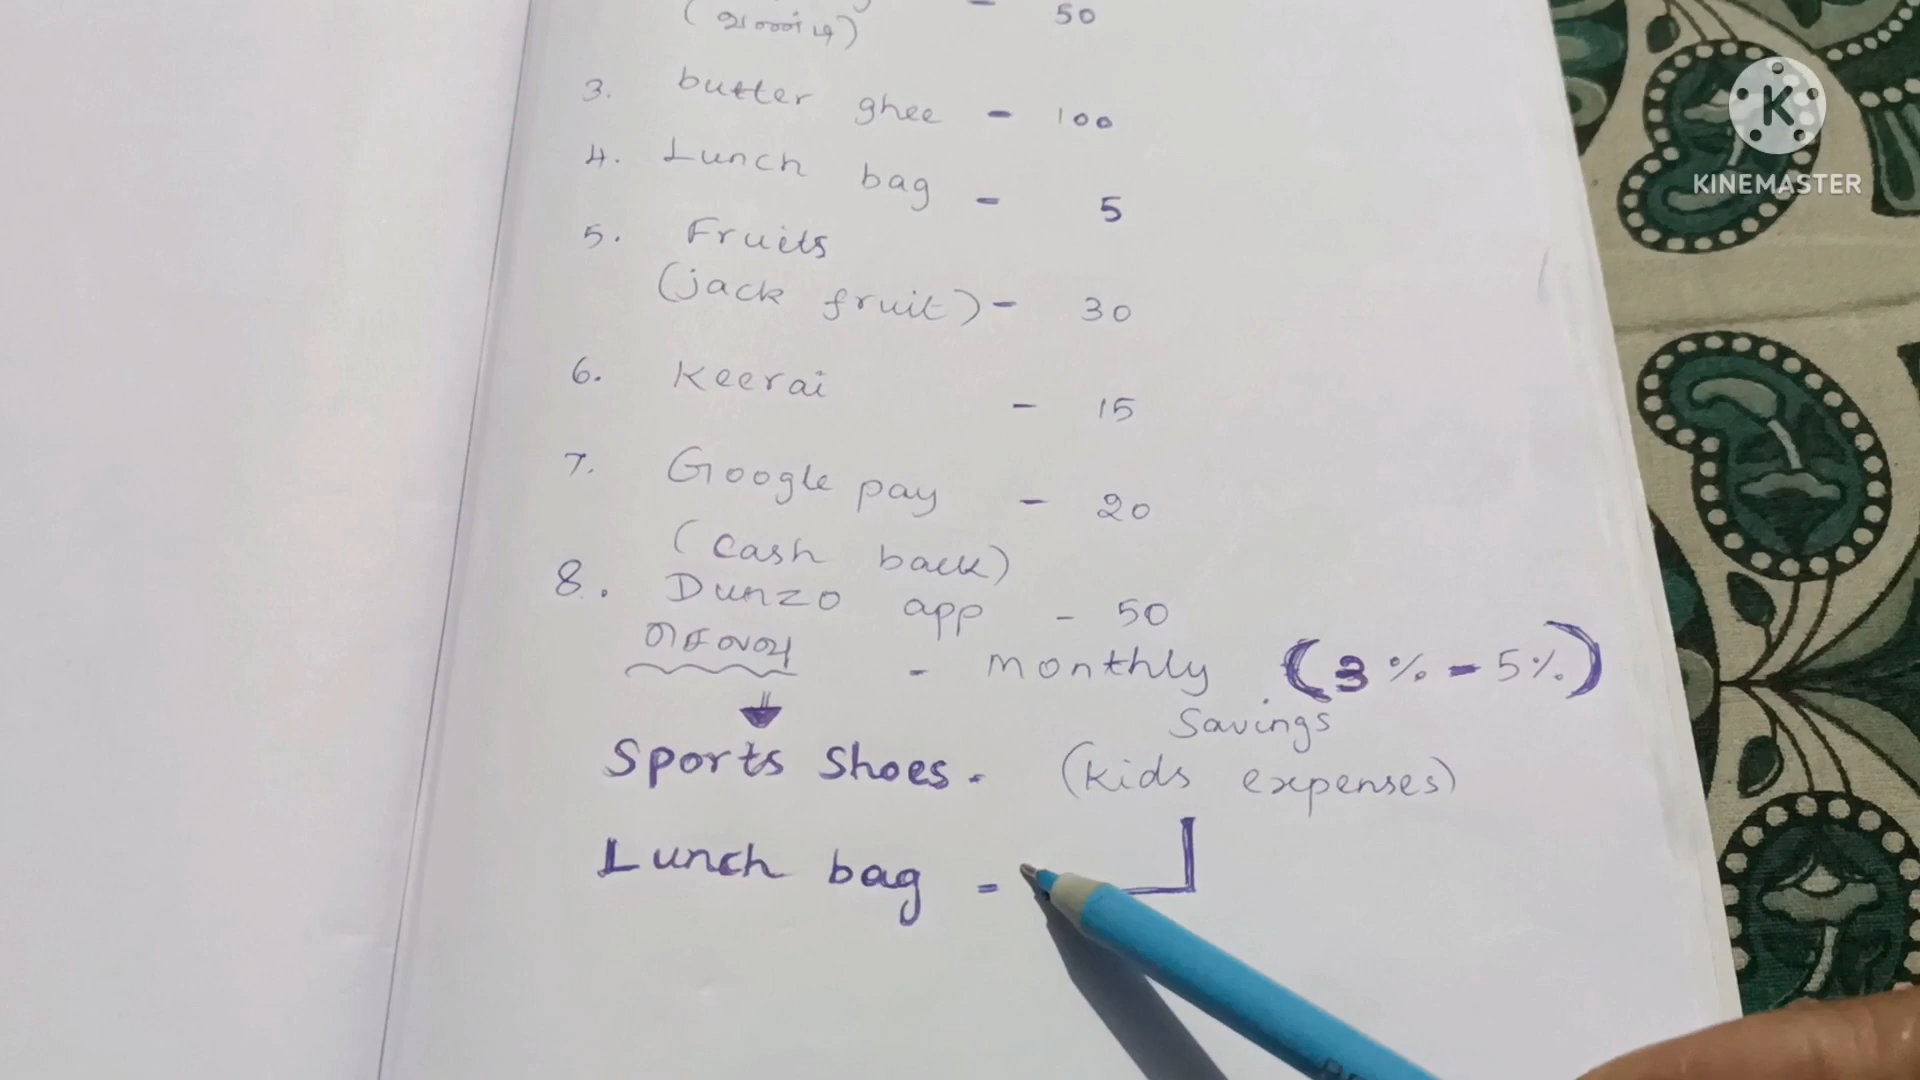 (வண்டி) - 50
3. butter ghee - 100
4. Lunch bag - 5
5. Fruits
(jack fruit) - 30
6. Keerai - 15
7. Google pay - 20
(cash back)
8. Dunzo app - 50
செலவு - monthly (3% - 5%)
Savings
Sports Shoes - (kids expenses)
Lunch bag -
K
KINEMASTER